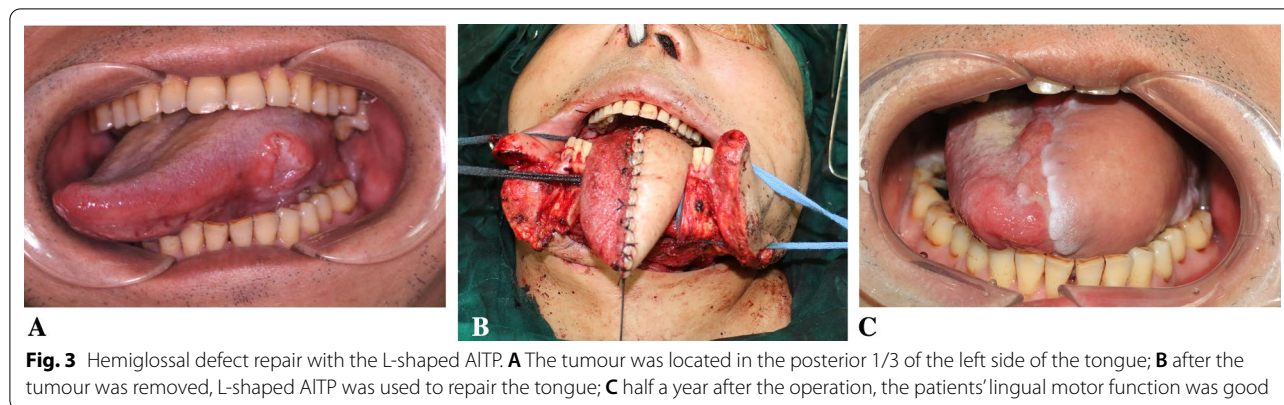 A
B
C
Fig. 3 Hemiglossal defect repair with the L-shaped AITP. A The tumour was located in the posterior 1/3 of the left side of the tongue; B after the
tumour was removed, L-shaped AITP was used to repair the tongue; C half a year after the operation, the patients' lingual motor function was good